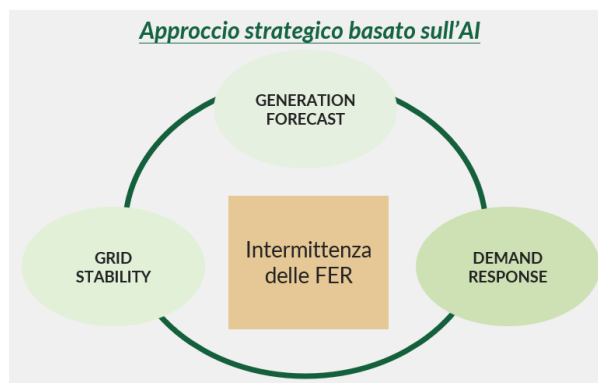 Approccio strategico basato sull’AI
GENERATION
FORECAST
GRID
STABILITY
Intermittenza
delle FER
DEMAND
RESPONSE